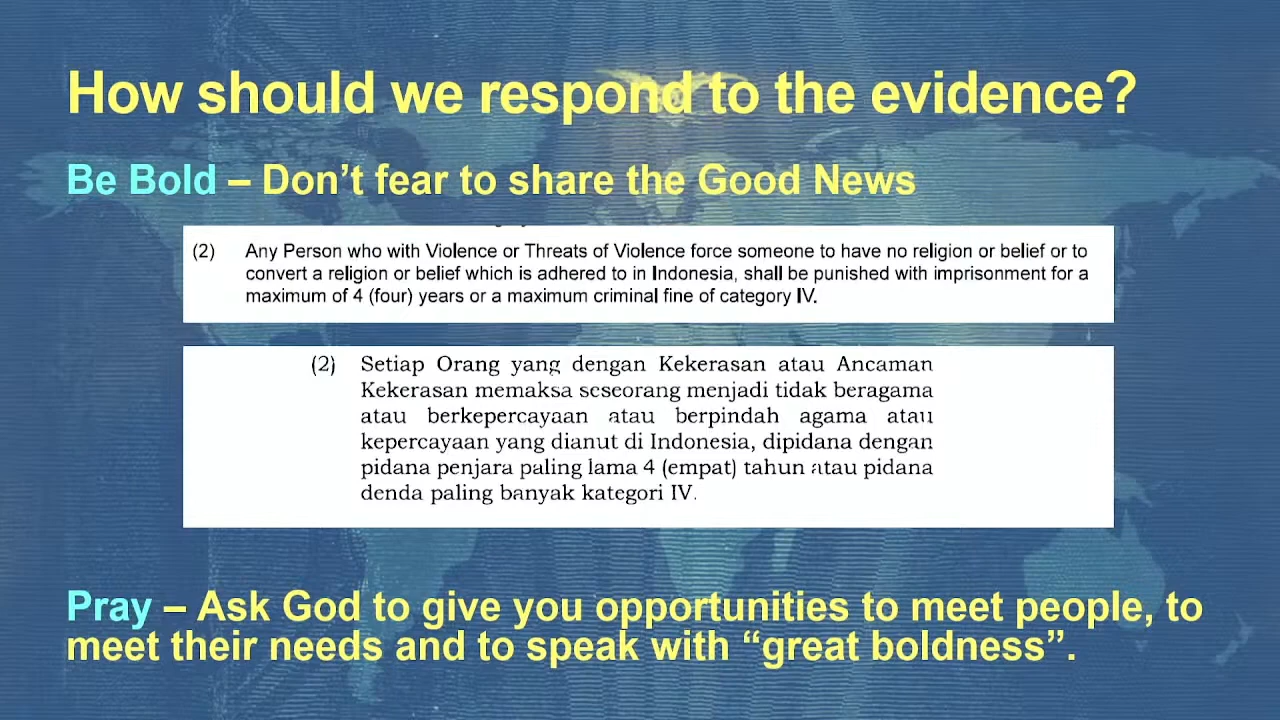 How should we respond to the evidence?
Be Bold – Don't fear to share the Good News
(2) Any Person who with Violence or Threats of Violence force someone to have no religion or belief or to
convert a religion or belief which is adhered to in Indonesia, shall be punished with imprisonment for a
maximum of 4 (four) years or a maximum criminal fine of category IV.
(2) Setiap Orang yang dengan Kekerasan atau Ancaman
Kekerasan memaksa seseorang menjadi tidak beragama
atau berkepercayaan atau berpindah agama atau
kepercayaan yang dianut di Indonesia, dipidana dengan
pidana penjara paling lama 4 (empat) tahun atau pidana
denda paling banyak kategori IV.
Pray – Ask God to give you opportunities to meet people, to
meet their needs and to speak with “great boldness”.